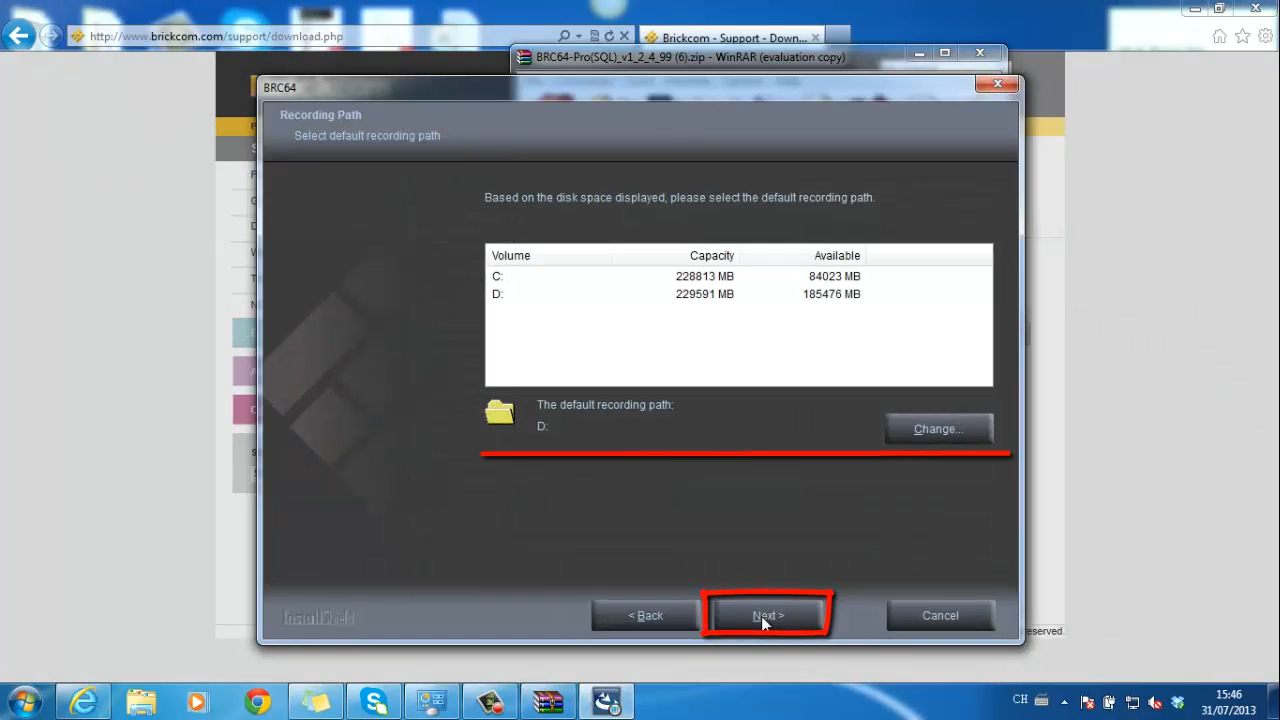 http://www.brickcom.com/support/download.php
Brickcom - Support - Down...
BRC64-Pro(SQL)_v1_2_4_99 (6).zip - WinRAR (evaluation copy)
BRC64
Recording Path
Select default recording path
Based on the disk space displayed, please select the default recording path.
Volume Capacity Available
C: 228813 MB 84023 MB
D: 229591 MB 185476 MB
The default recording path:
D:
Change...
InstallShield
< Back
Next >
Cancel
eserved.
CH
15:46
31/07/2013